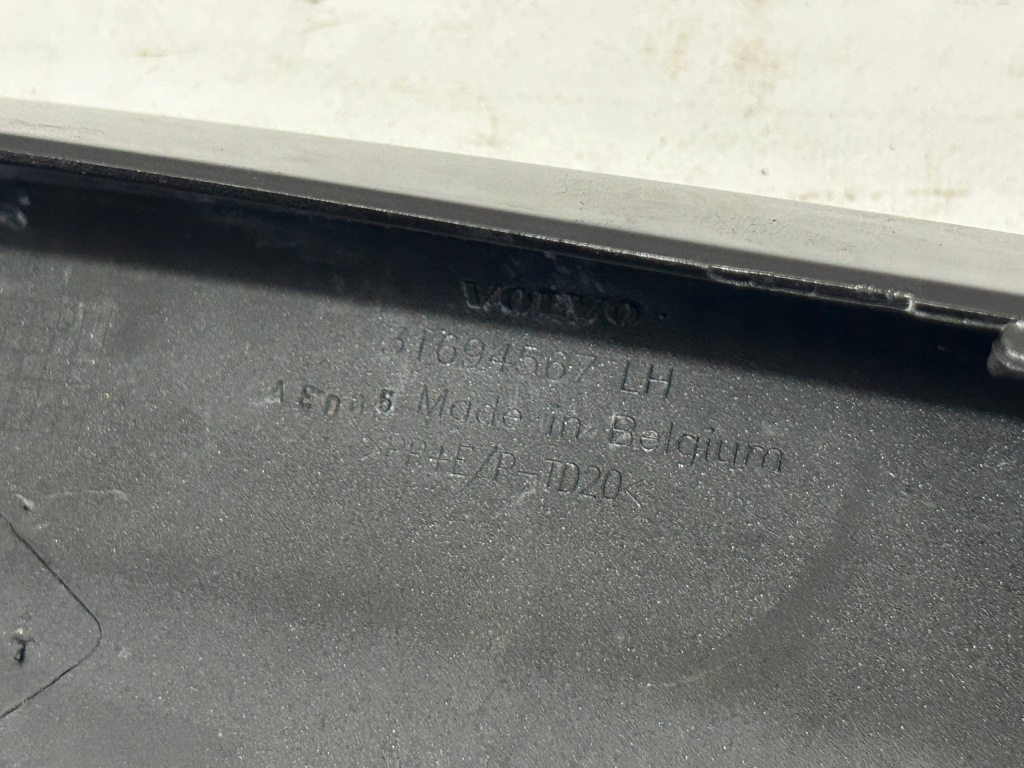 VOLVO
31694567 LH
Made in Belgium
>PP+E/P-TD20<